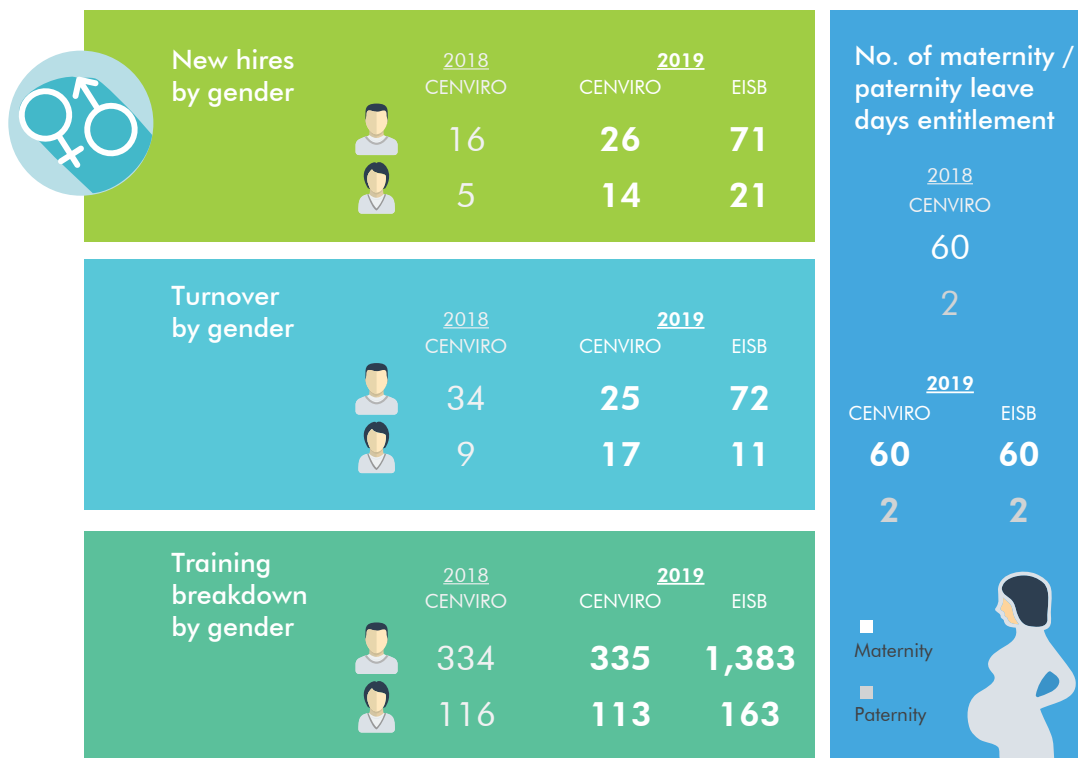 New hires
by gender
2018
2019
CENVIRO
CENVIRO
EISB
16
26
71
5
14
21
Turnover
by gender
2018
2019
CENVIRO
CENVIRO
EISB
34
25
72
9
17
11
Training
breakdown
by gender
2018
2019
CENVIRO
CENVIRO
EISB
334
335
1,383
116
113
163
No. of maternity /
paternity leave
days entitlement
2018
CENVIRO
60
2
2019
CENVIRO
EISB
60
60
2
2
Maternity
Paternity